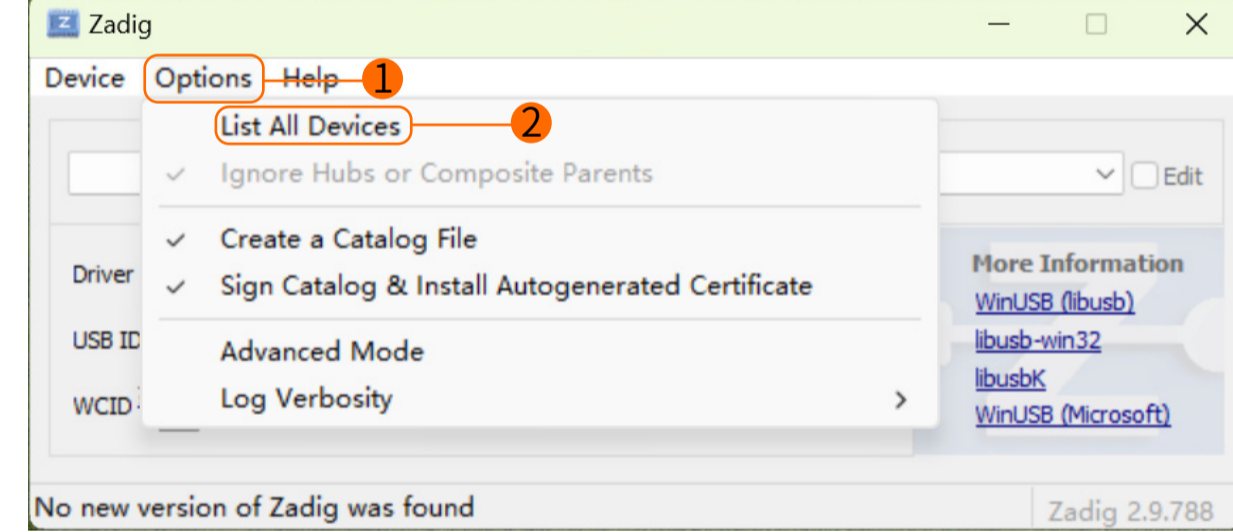 Zadig
Device Options Help 1
List All Devices 2
Ignore Hubs or Composite Parents
Edit
Create a Catalog File
Sign Catalog & Install Autogenerated Certificate
Advanced Mode
Log Verbosity
Driver
USB ID
WCID
More Information
WinUSB (libusb)
libusb-win32
libusbK
WinUSB (Microsoft)
No new version of Zadig was found
Zadig 2.9.788